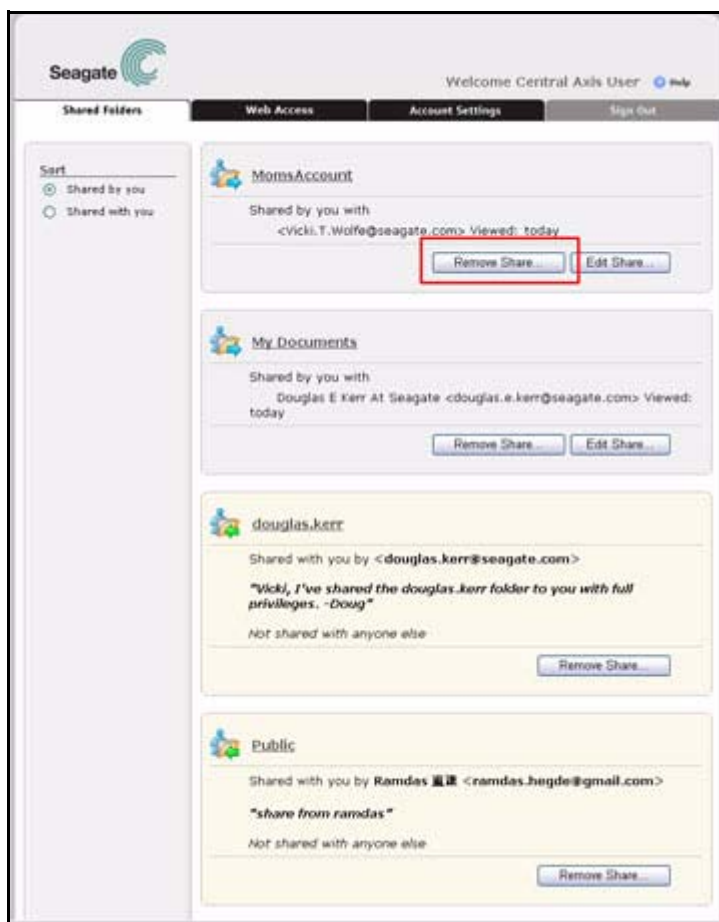 Seagate
Welcome Central Axis User Help
Shared Folders Web Access Account Settings Sign Out
Sort
Shared by you
Shared with you
MomsAccount
Shared by you with
<Vicki.T.Wolfe@seagate.com> Viewed: today
Remove Share... Edit Share...
My Documents
Shared by you with
Douglas E Kerr At Seagate <douglas.e.kerr@seagate.com> Viewed:
today
Remove Share... Edit Share...
douglas.kerr
Shared with you by <douglas.kerr@seagate.com>
"Vicki, I've shared the douglas.kerr folder to you with full
privileges. -Doug"
Not shared with anyone else
Remove Share...
Public
Shared with you by Ramdas <ramdas.hegde@gmail.com>
"share from ramdas"
Not shared with anyone else
Remove Share...